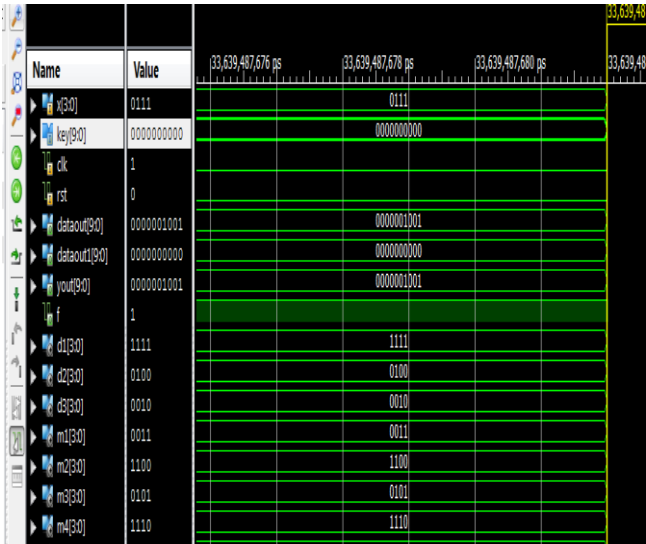 33,639,48
Name Value 33,639,487,676 ps 33,639,487,678 ps 33,639,487,680 ps 33,639,48
x[3:0] 0111 0111
key[9:0] 0000000000 0000000000
clk 1
rst 0
dataout[9:0] 0000001001 0000001001
dataout1[9:0] 0000000000 0000000000
yout[9:0] 0000001001 0000001001
f 1
d1[3:0] 1111 1111
d2[3:0] 0100 0100
d3[3:0] 0010 0010
m1[3:0] 0011 0011
m2[3:0] 1100 1100
m3[3:0] 0101 0101
m4[3:0] 1110 1110